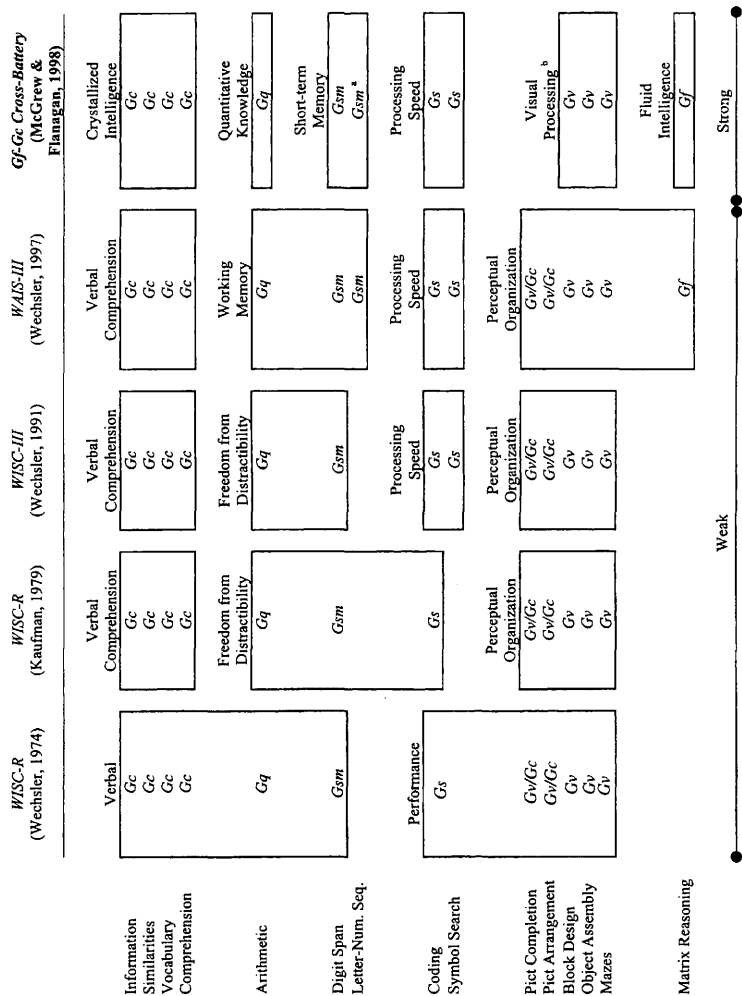 WISC-R WISC-R WISC-III WAIS-III Gf-Gc Cross-Battery
(Wechsler, 1974) (Kaufman, 1979) (Wechsler, 1991) (Wechsler, 1997) (McGrew &
Flanagan, 1998)
Verbal Verbal Verbal Crystallized
Verbal Comprehension Comprehension Comprehension Intelligence
Information Gc Gc Gc Gc Gc
Similarities Gc Gc Gc Gc Gc
Vocabulary Gc Gc Gc Gc Gc
Comprehension Gc Gc Gc Gc Gc
Freedom from Freedom from Working Quantitative
Distractibility Distractibility Memory Knowledge
Arithmetic Gq Gq Gq Gq Gq
Short-term
Memory
Digit Span Gsm Gsm Gsm Gsm Gsm
Letter-Num. Seq. Gsm Gsm a
Processing Processing Processing
Performance Speed Speed Speed
Coding Gs Gs Gs Gs Gs
Symbol Search Gs Gs Gs
Perceptual Perceptual Perceptual
Organization Organization Organization
Pict Completion Gv/Gc Gv/Gc Gv/Gc Gv/Gc Visual
Pict Arrangement Gv/Gc Gv/Gc Gv/Gc Gv/Gc Processing b
Block Design Gv Gv Gv Gv Gv
Object Assembly Gv Gv Gv Gv Gv
Mazes Gv Gv Gv Gv Gv
Fluid
Intelligence
Matrix Reasoning Gf Gf
Weak Strong